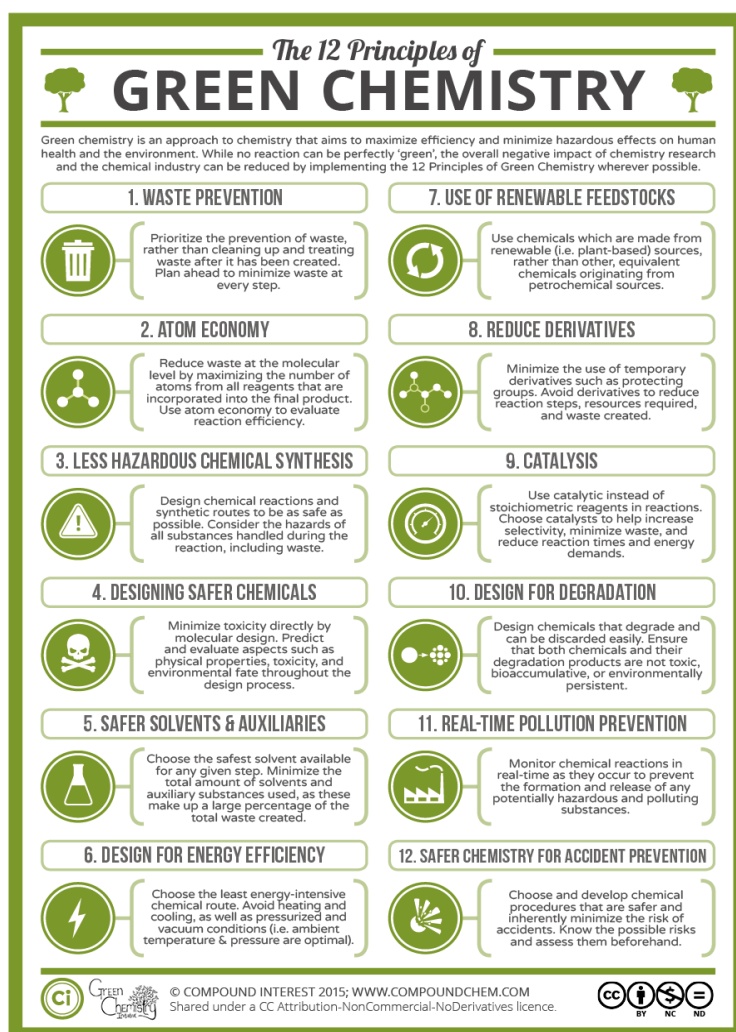 The 12 Principles of
GREEN CHEMISTRY
Green chemistry is an approach to chemistry that aims to maximize efficiency and minimize hazardous effects on human
health and the environment. While no reaction can be perfectly ‘green’, the overall negative impact of chemistry research
and the chemical industry can be reduced by implementing the 12 Principles of Green Chemistry wherever possible.
1. WASTE PREVENTION
Prioritize the prevention of waste,
rather than cleaning up and treating
waste after it has been created.
Plan ahead to minimize waste at
every step.
2. ATOM ECONOMY
Reduce waste at the molecular
level by maximizing the number of
atoms from all reagents that are
incorporated into the final product.
Use atom economy to evaluate
reaction efficiency.
3. LESS HAZARDOUS CHEMICAL SYNTHESIS
Design chemical reactions and
synthetic routes to be as safe as
possible. Consider the hazards of
all substances handled during the
reaction, including waste.
4. DESIGNING SAFER CHEMICALS
Minimize toxicity directly by
molecular design. Predict
and evaluate aspects such as
physical properties, toxicity, and
environmental fate throughout the
design process.
5. SAFER SOLVENTS & AUXILIARIES
Choose the safest solvent available
for any given step. Minimize the
total amount of solvents and
auxiliary substances used, as these
make up a large percentage of the
total waste created.
6. DESIGN FOR ENERGY EFFICIENCY
Choose the least energy-intensive
chemical route. Avoid heating and
cooling, as well as pressurized and
vacuum conditions (i.e. ambient
temperature & pressure are optimal).
7. USE OF RENEWABLE FEEDSTOCKS
Use chemicals which are made from
renewable (i.e. plant-based) sources,
rather than other, equivalent
chemicals originating from
petrochemical sources.
8. REDUCE DERIVATIVES
Minimize the use of temporary
derivatives such as protecting
groups. Avoid derivatives to reduce
reaction steps, resources required,
and waste created.
9. CATALYSIS
Use catalytic instead of
stoichiometric reagents in reactions.
Choose catalysts to help increase
selectivity, minimize waste, and
reduce reaction times and energy
demands.
10. DESIGN FOR DEGRADATION
Design chemicals that degrade and
can be discarded easily. Ensure
that both chemicals and their
degradation products are not toxic,
bioaccumulative, or environmentally
persistent.
11. REAL-TIME POLLUTION PREVENTION
Monitor chemical reactions in
real-time as they occur to prevent
the formation and release of any
potentially hazardous and polluting
substances.
12. SAFER CHEMISTRY FOR ACCIDENT PREVENTION
Choose and develop chemical
procedures that are safer and
inherently minimize the risk of
accidents. Know the possible risks
and assess them beforehand.
Ci
Green
Chemistry
Initiative
© COMPOUND INTEREST 2015; WWW.COMPOUNDCHEM.COM
Shared under a CC Attribution-NonCommercial-NoDerivatives licence.
cc
BY NC ND